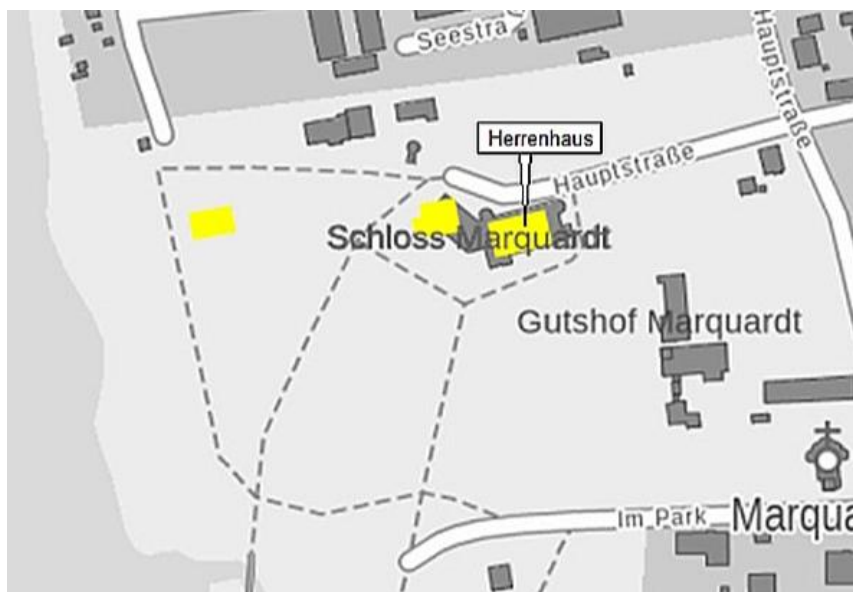 Seestra
Hauptstraße
Herrenhaus
Hauptstraße
Schloss Marquardt
Gutshof Marquardt
Im Park
Marqua